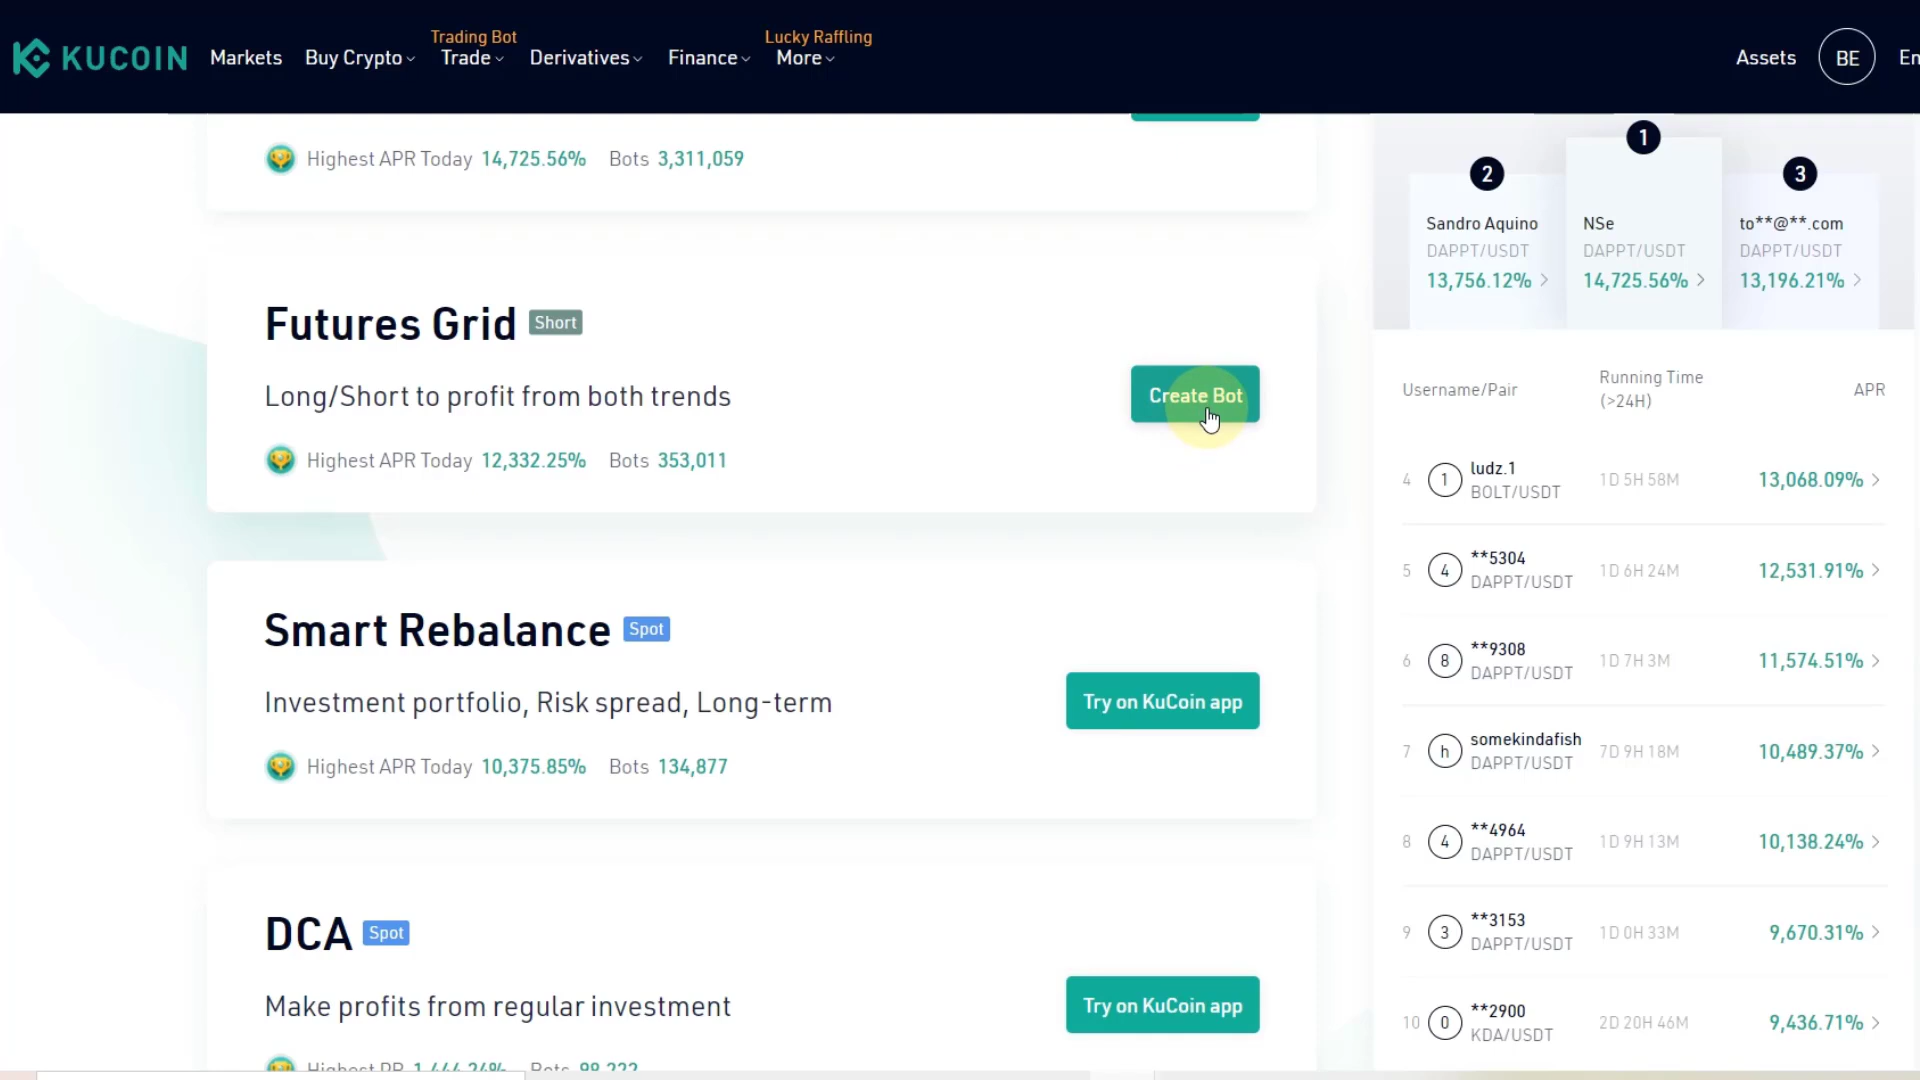 Trading Bot
Lucky Raffling
KUCOIN Markets Buy Crypto Trade Derivatives Finance More Assets BE En
Highest APR Today 14,725.56% Bots 3,311,059
Futures Grid Short
Long/Short to profit from both trends
Create Bot
Highest APR Today 12,332.25% Bots 353,011
Smart Rebalance Spot
Investment portfolio, Risk spread, Long-term
Try on KuCoin app
Highest APR Today 10,375.85% Bots 134,877
DCA Spot
Make profits from regular investment
Try on KuCoin app
Highest PR 1,444.24% Bots 98,222
1
2
3
Sandro Aquino
DAPPT/USDT
13,756.12%
NSe
DAPPT/USDT
14,725.56%
to**@**.com
DAPPT/USDT
13,196.21%
Username/Pair Running Time (>24H) APR
4 1 ludz.1
BOLT/USDT
1D 5H 58M 13,068.09%
5 4 **5304
DAPPT/USDT
1D 6H 24M 12,531.91%
6 8 **9308
DAPPT/USDT
1D 7H 3M 11,574.51%
7 h somekindafish
DAPPT/USDT
7D 9H 18M 10,489.37%
8 4 **4964
DAPPT/USDT
1D 9H 13M 10,138.24%
9 3 **3153
DAPPT/USDT
1D 0H 33M 9,670.31%
10 0 **2900
KDA/USDT
2D 20H 46M 9,436.71%